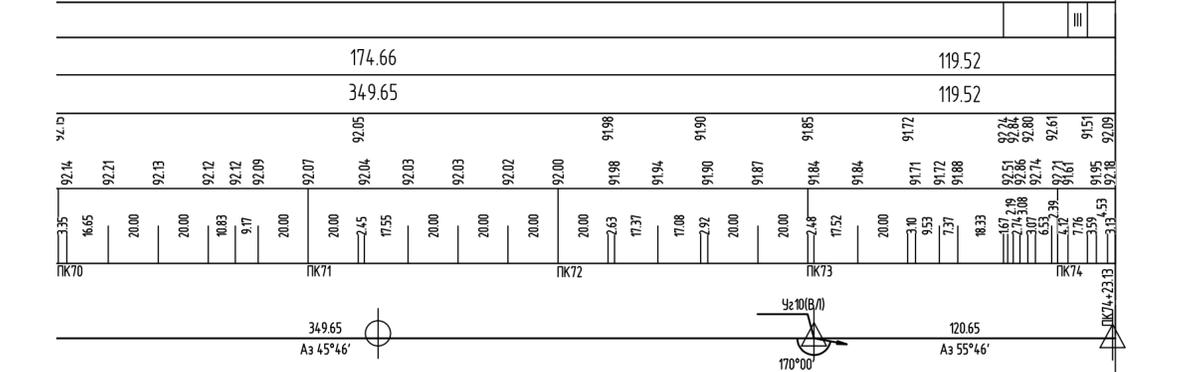 III
174.66 119.52
349.65 119.52
92.15 92.05 91.98 91.90 91.85 91.72 92.24 92.84 92.80 92.61 91.51 92.09
92.14 92.21 92.13 92.12 92.12 92.09 92.07 92.04 92.03 92.03 92.02 92.00 91.98 91.94 91.90 91.87 91.84 91.84 91.71 91.72 91.88 92.51 92.86 92.74 92.71 91.61 91.95 92.18
3.35 16.65 20.00 20.00 10.83 9.17 20.00 20.00 2.45 17.55 20.00 20.00 20.00 20.00 2.63 17.37 17.08 2.92 20.00 20.00 2.48 17.52 20.00 3.10 9.53 7.37 18.33 1.67 2.19 2.74 3.08 3.07 6.53 2.39 4.12 7.76 3.59 4.53 3.13
ПК70 ПК71 ПК72 ПК73 ПК74
ПК74+23.13
Уг10(ВЛ)
349.65 120.65
Аз 45°46' Аз 55°46'
170°00'